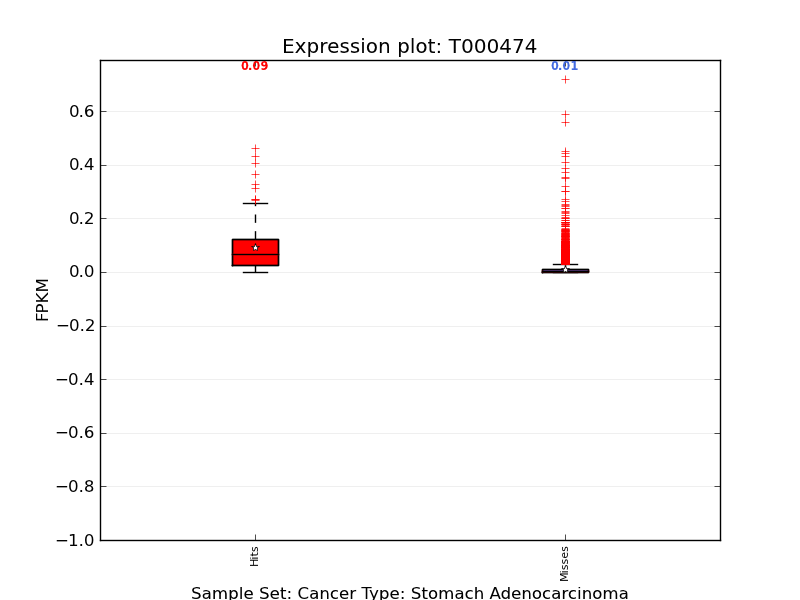 Expression plot: T000474
0.09
0.01
0.6
0.4
0.2
0.0
−0.2
−0.4
−0.6
−0.8
−1.0
FPKM
Hits
Misses
Sample Set: Cancer Type: Stomach Adenocarcinoma